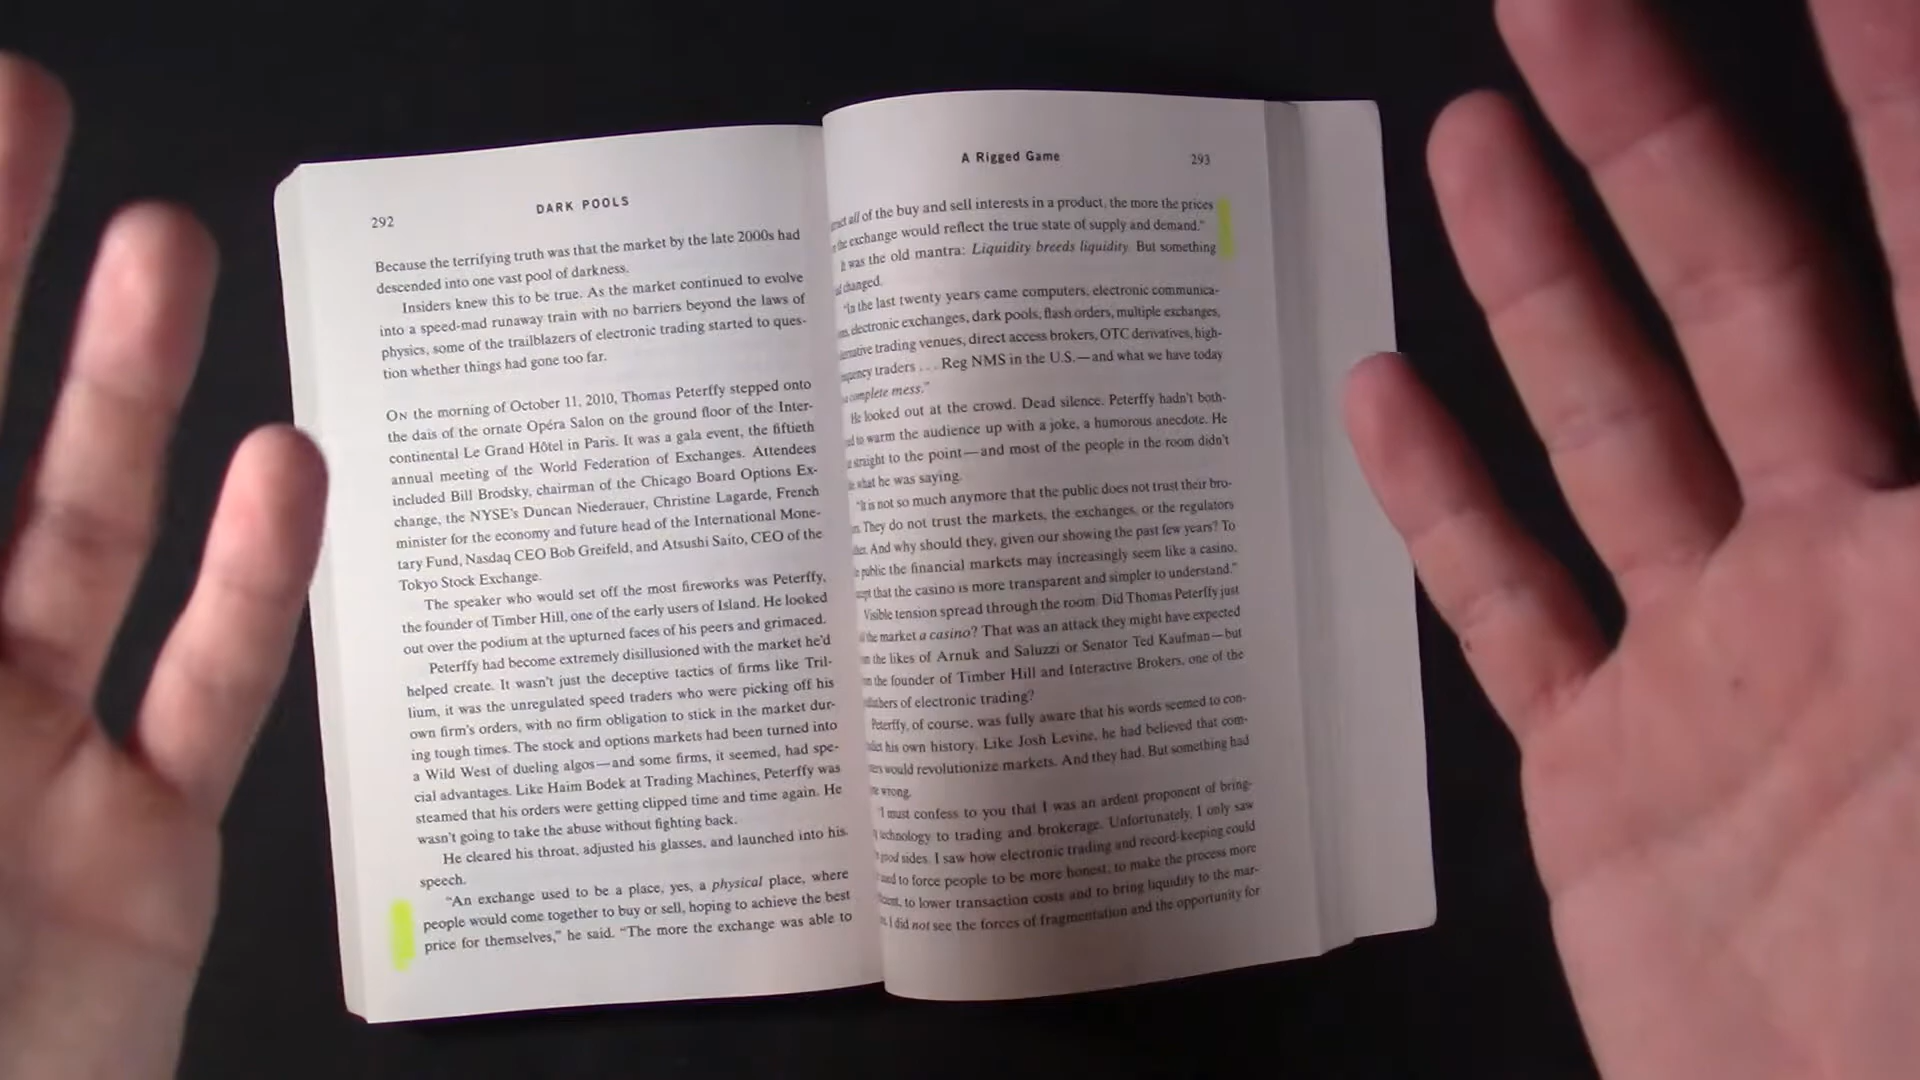 292
DARK POOLS
Because the terrifying truth was that the market by the late 2000s had
descended into one vast pool of darkness.
Insiders knew this to be true. As the market continued to evolve
into a speed-mad runaway train with no barriers beyond the laws of
physics, some of the trailblazers of electronic trading started to ques-
tion whether things had gone too far.
ON the morning of October 11, 2010, Thomas Peterffy stepped onto
the dais of the ornate Opéra Salon on the ground floor of the Inter-
continental Le Grand Hôtel in Paris. It was a gala event, the fiftieth
annual meeting of the World Federation of Exchanges. Attendees
included Bill Brodsky, chairman of the Chicago Board Options Ex-
change, the NYSE's Duncan Niederauer, Christine Lagarde, French
minister for the economy and future head of the International Mone-
tary Fund, Nasdaq CEO Bob Greifeld, and Atsushi Saito, CEO of the
Tokyo Stock Exchange.
The speaker who would set off the most fireworks was Peterffy,
the founder of Timber Hill, one of the early users of Island. He looked
out over the podium at the upturned faces of his peers and grimaced.
Peterffy had become extremely disillusioned with the market he'd
helped create. It wasn't just the deceptive tactics of firms like Tril-
lium, it was the unregulated speed traders who were picking off his
own firm's orders, with no firm obligation to stick in the market dur-
ing tough times. The stock and options markets had been turned into
a Wild West of dueling algos—and some firms, it seemed, had spe-
cial advantages. Like Haim Bodek at Trading Machines, Peterffy was
steamed that his orders were getting clipped time and time again. He
wasn't going to take the abuse without fighting back.
He cleared his throat, adjusted his glasses, and launched into his
speech.
"An exchange used to be a place, yes, a physical place, where
people would come together to buy or sell, hoping to achieve the best
price for themselves," he said. "The more the exchange was able to
A Rigged Game
293
all of the buy and sell interests in a product, the more the prices
the exchange would reflect the true state of supply and demand."
It was the old mantra: Liquidity breeds liquidity. But something
changed.
"In the last twenty years came computers, electronic communica-
electronic exchanges, dark pools, flash orders, multiple exchanges,
trading venues, direct access brokers, OTC derivatives, high-
traders . . . Reg NMS in the U.S.—and what we have today
complete mess."
He looked out at the crowd. Dead silence. Peterffy hadn't both-
to warm the audience up with a joke, a humorous anecdote. He
straight to the point—and most of the people in the room didn't
what he was saying.
"It is not so much anymore that the public does not trust their bro-
They do not trust the markets, the exchanges, or the regulators
And why should they, given our showing the past few years? To
public the financial markets may increasingly seem like a casino,
that the casino is more transparent and simpler to understand."
Visible tension spread through the room. Did Thomas Peterffy just
the market a casino? That was an attack they might have expected
the likes of Arnuk and Saluzzi or Senator Ted Kaufman—but
the founder of Timber Hill and Interactive Brokers, one of the
of electronic trading?
Peterffy, of course, was fully aware that his words seemed to con-
his own history. Like Josh Levine, he had believed that com-
would revolutionize markets. And they had. But something had
wrong.
"I must confess to you that I was an ardent proponent of bring-
technology to trading and brokerage. Unfortunately, I only saw
good sides. I saw how electronic trading and record-keeping could
to force people to be more honest, to make the process more
to lower transaction costs and to bring liquidity to the mar-
I did not see the forces of fragmentation and the opportunity for